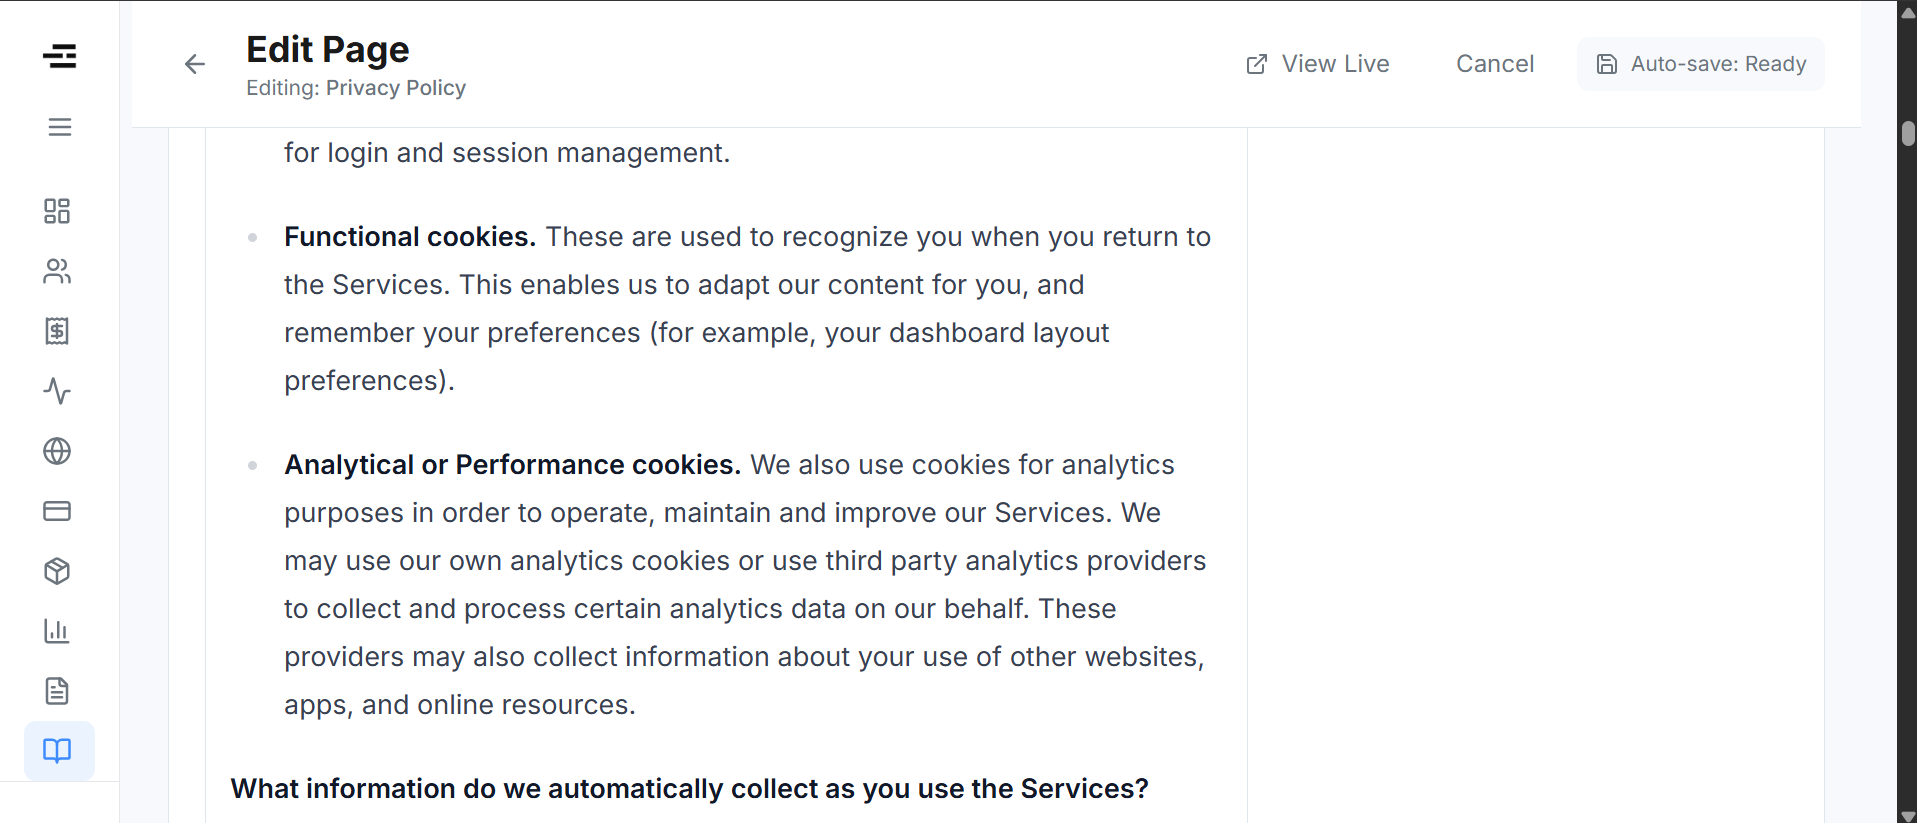 Edit Page
Editing: Privacy Policy
View Live
Cancel
Auto-save: Ready
for login and session management.
Functional cookies. These are used to recognize you when you return to
the Services. This enables us to adapt our content for you, and
remember your preferences (for example, your dashboard layout
preferences).
Analytical or Performance cookies. We also use cookies for analytics
purposes in order to operate, maintain and improve our Services. We
may use our own analytics cookies or use third party analytics providers
to collect and process certain analytics data on our behalf. These
providers may also collect information about your use of other websites,
apps, and online resources.
What information do we automatically collect as you use the Services?